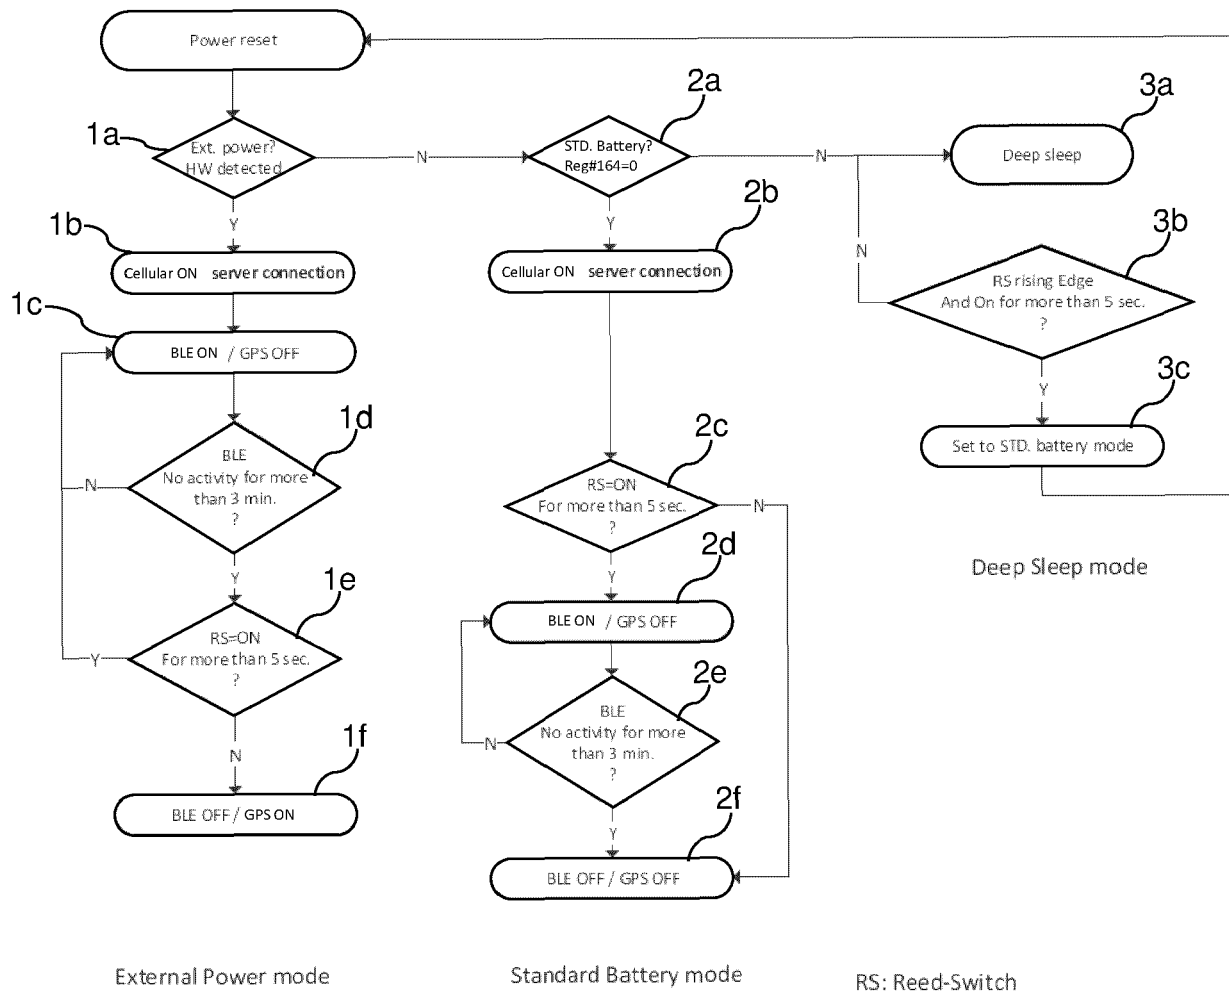 Power reset
1a
Ext. power?
HW detected
N
2a
STD. Battery?
Reg#164=0
N
3a
Deep sleep
Y
1b
Cellular ON server connection
1c
BLE ON / GPS OFF
1d
BLE
No activity for more
than 3 min.
?
N
Y
1e
RS=ON
For more than 5 sec.
?
Y
N
1f
BLE OFF / GPS ON
External Power mode
Y
2b
Cellular ON server connection
2c
RS=ON
For more than 5 sec.
?
N
Y
2d
BLE ON / GPS OFF
2e
BLE
No activity for more
than 3 min.
?
N
Y
2f
BLE OFF / GPS OFF
Standard Battery mode
N
3b
RS rising Edge
And On for more than 5 sec.
?
Y
3c
Set to STD. battery mode
Deep Sleep mode
RS: Reed-Switch